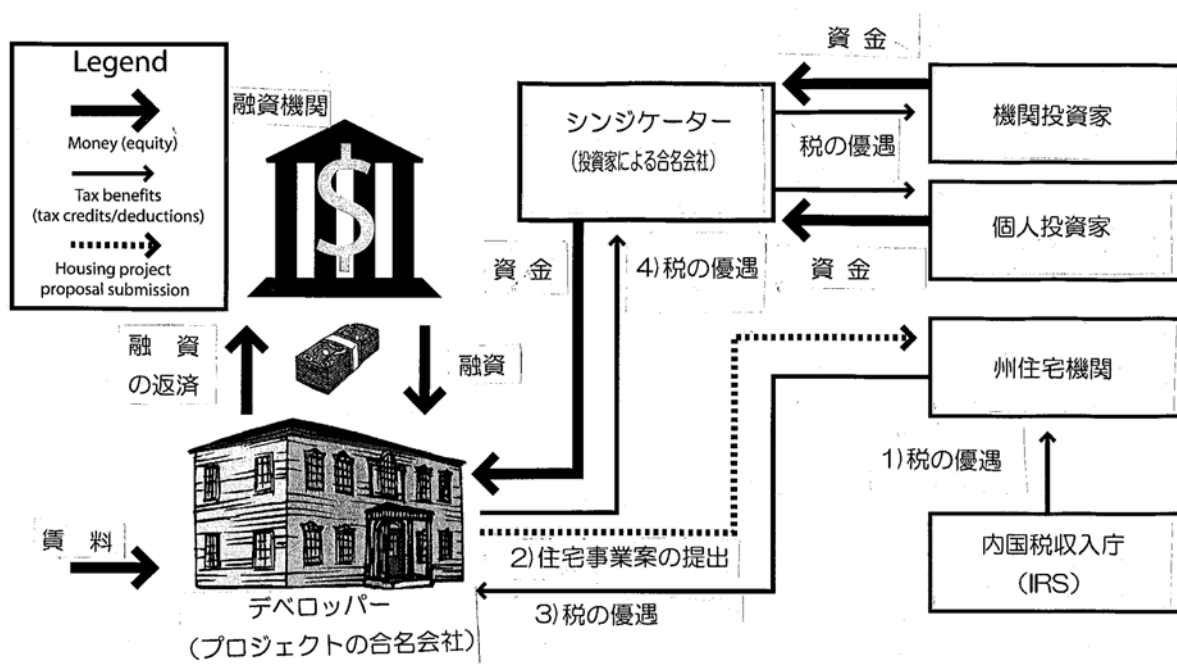 Legend
Money (equity)
Tax benefits
(tax credits/deductions)
Housing project
proposal submission
融資機関
$
シンジケーター
(投資家による合名会社)
資金
機関投資家
税の優遇
個人投資家
資金
資金
4)税の優遇
融資
の返済
融資
州住宅機関
1)税の優遇
内国税収入庁
(IRS)
賃料
2)住宅事業案の提出
3)税の優遇
デベロッパー
(プロジェクトの合名会社)